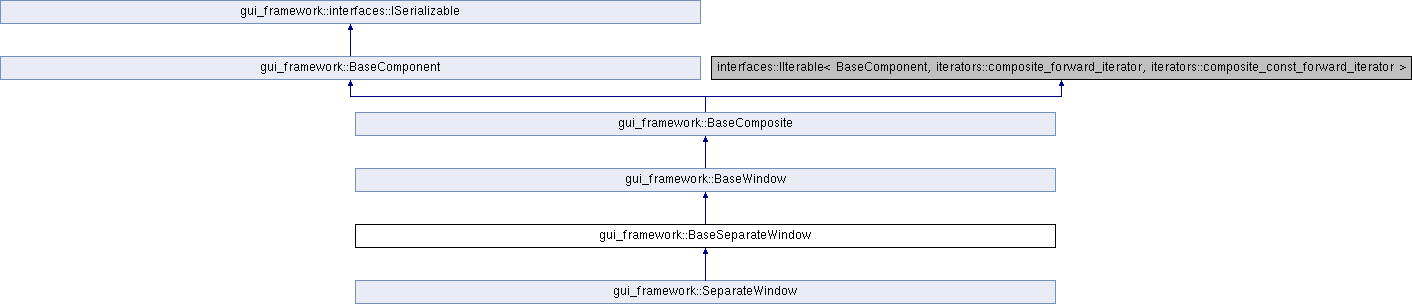 gui_framework::interfaces::ISerializable
gui_framework::BaseComponent
interfaces::IIterable< BaseComponent, iterators::composite_forward_iterator, iterators::composite_const_forward_iterator >
gui_framework::BaseComposite
gui_framework::BaseWindow
gui_framework::BaseSeparateWindow
gui_framework::SeparateWindow